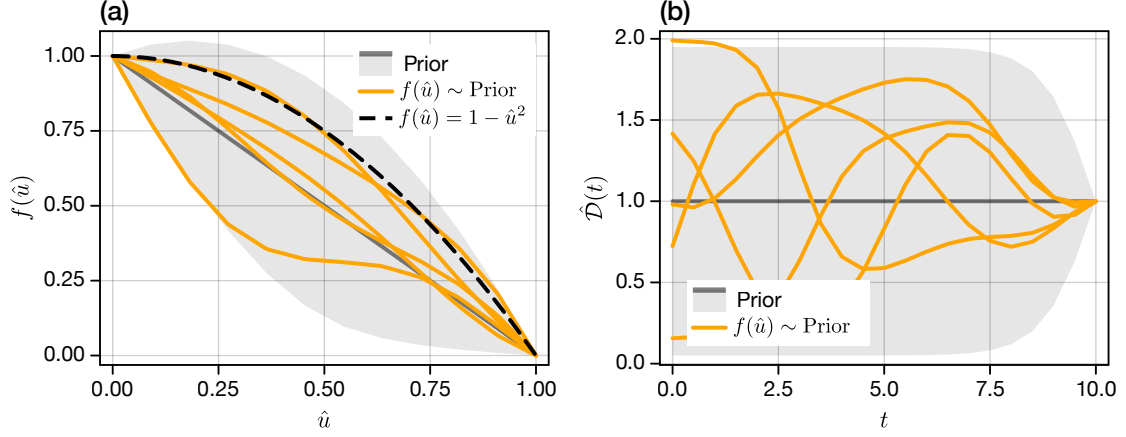 (a)
1.00
0.75
0.50
0.25
0.00
f(û)
Prior
f(û) ∼ Prior
f(û) = 1 − û²
0.00 0.25 0.50 0.75 1.00
û
(b)
2.0
1.5
1.0
0.5
0.0
𝒟̂(t)
Prior
f(û) ∼ Prior
0.0 2.5 5.0 7.5 10.0
t